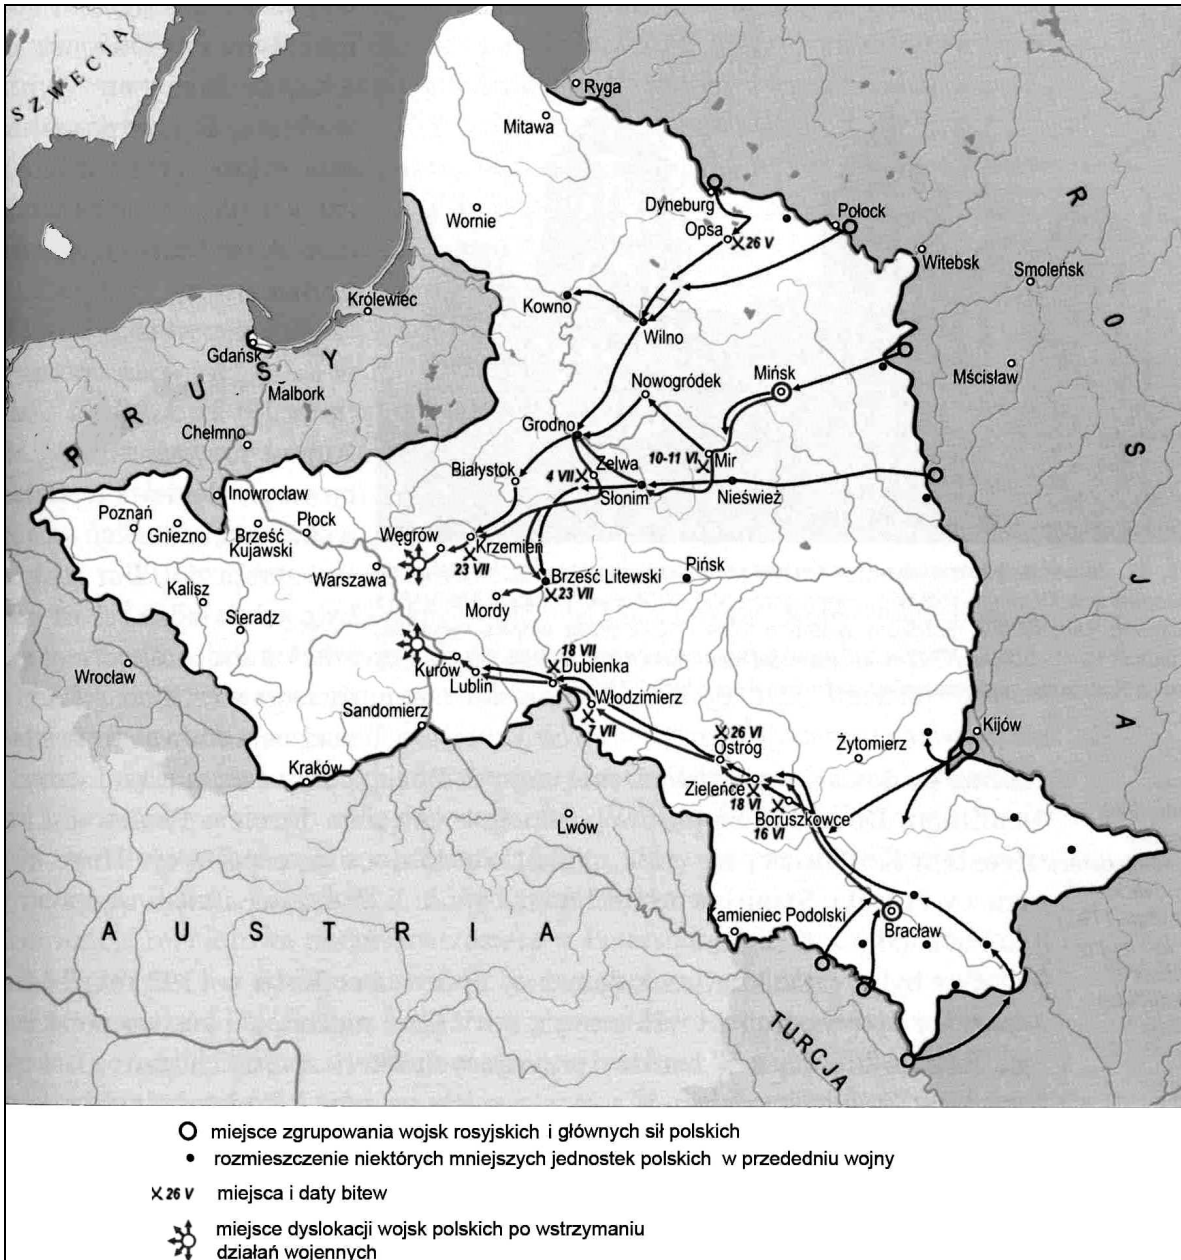 SZWECJA
Ryga
Mitawa
Wornie
Dyneburg
Opsa
26 V
Połock
Witebsk
Smoleńsk
ROSJA
Królewiec
Kowno
Wilno
Gdańsk
PRUSY
Malbork
Chełmno
Nowogródek
Mińsk
Mścisław
Grodno
10-11 VI
Mir
Białystok
4 VII
Zelwa
Słonim
Nieśwież
Inowrocław
Poznań
Gniezno
Brześć
Kujawski
Płock
Węgrów
Krzemień
23 VII
Warszawa
Brześć Litewski
23 VII
Pińsk
Mordy
Kalisz
Sieradz
Wrocław
Kurów
Lublin
18 VII
Dubienka
Włodzimierz
7 VII
Sandomierz
Kraków
26 VI
Ostróg
Żytomierz
Kijów
Zieleńce
18 VI
Boruszkowce
16 VI
Lwów
Kamieniec Podolski
Bracław
AUSTRIA
TURCJA
miejsce zgrupowania wojsk rosyjskich i głównych sił polskich
rozmieszczenie niektórych mniejszych jednostek polskich w przededniu wojny
26 V miejsca i daty bitew
miejsce dyslokacji wojsk polskich po wstrzymaniu
działań wojennych